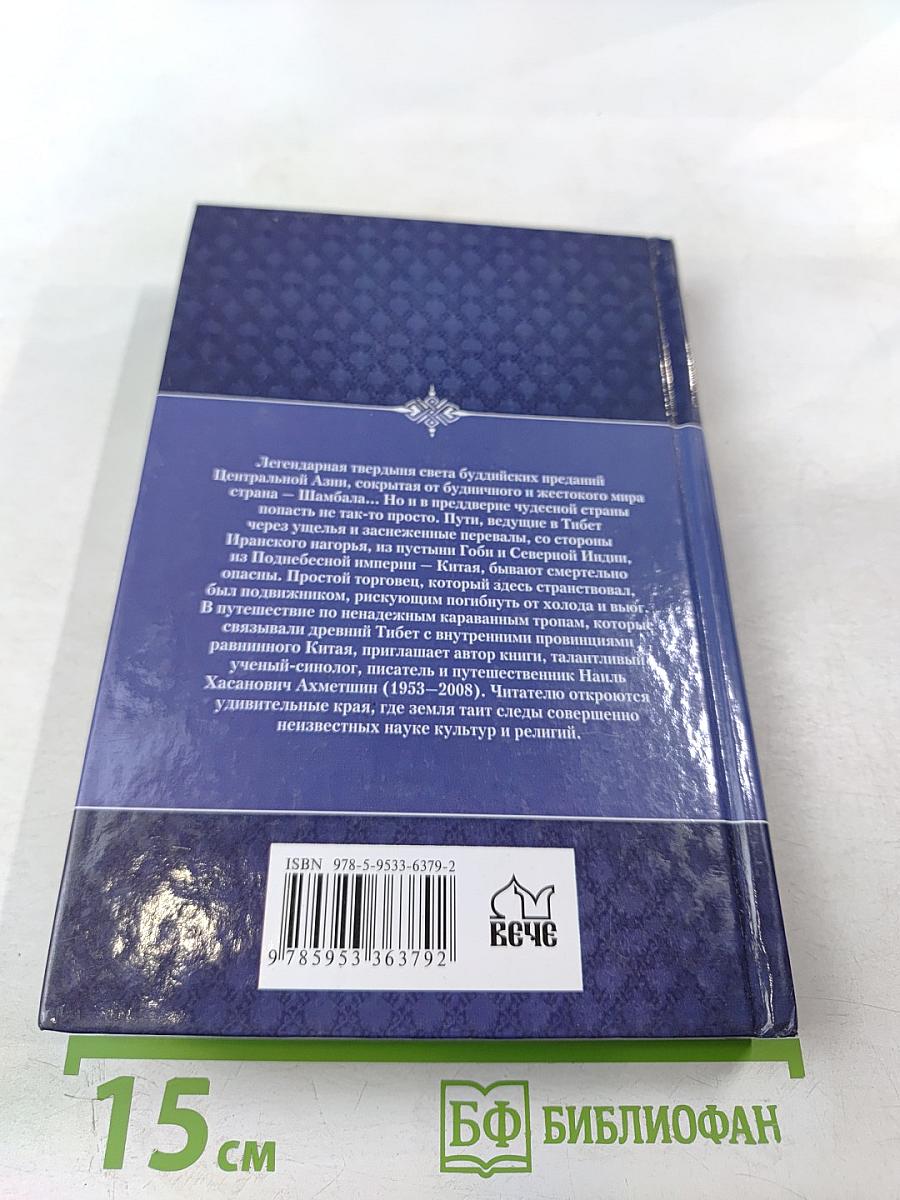 Легендарная твердыня света буддийских преданий
Центральной Азии, сокрытая от будничного и жестокого мира
страна — Шамбала... Но и в преддверие чудесной страны
попасть не так-то просто. Пути, ведущие в Тибет
через ущелья и заснеженные перевалы, со стороны
Иранского нагорья, из пустыни Гоби и Северной Индии,
из Поднебесной империи — Китая, бывают смертельно
опасны. Простой торговец, который здесь странствовал,
был подвижником, рискующим погибнуть от холода и вьюг.
В путешествие по ненадежным караванным тропам, которые
связывали древний Тибет с внутренними провинциями
равнинного Китая, приглашает автор книги, талантливый
ученый-синолог, писатель и путешественник Наиль
Хасанович Ахметшин (1953—2008). Читателю откроются
удивительные края, где земля таит следы совершенно
неизвестных науке культур и религий.
ISBN 978-5-9533-6379-2
9 785953 363792
ВЕЧЕ
15 см
БФ БИБЛИОФАН